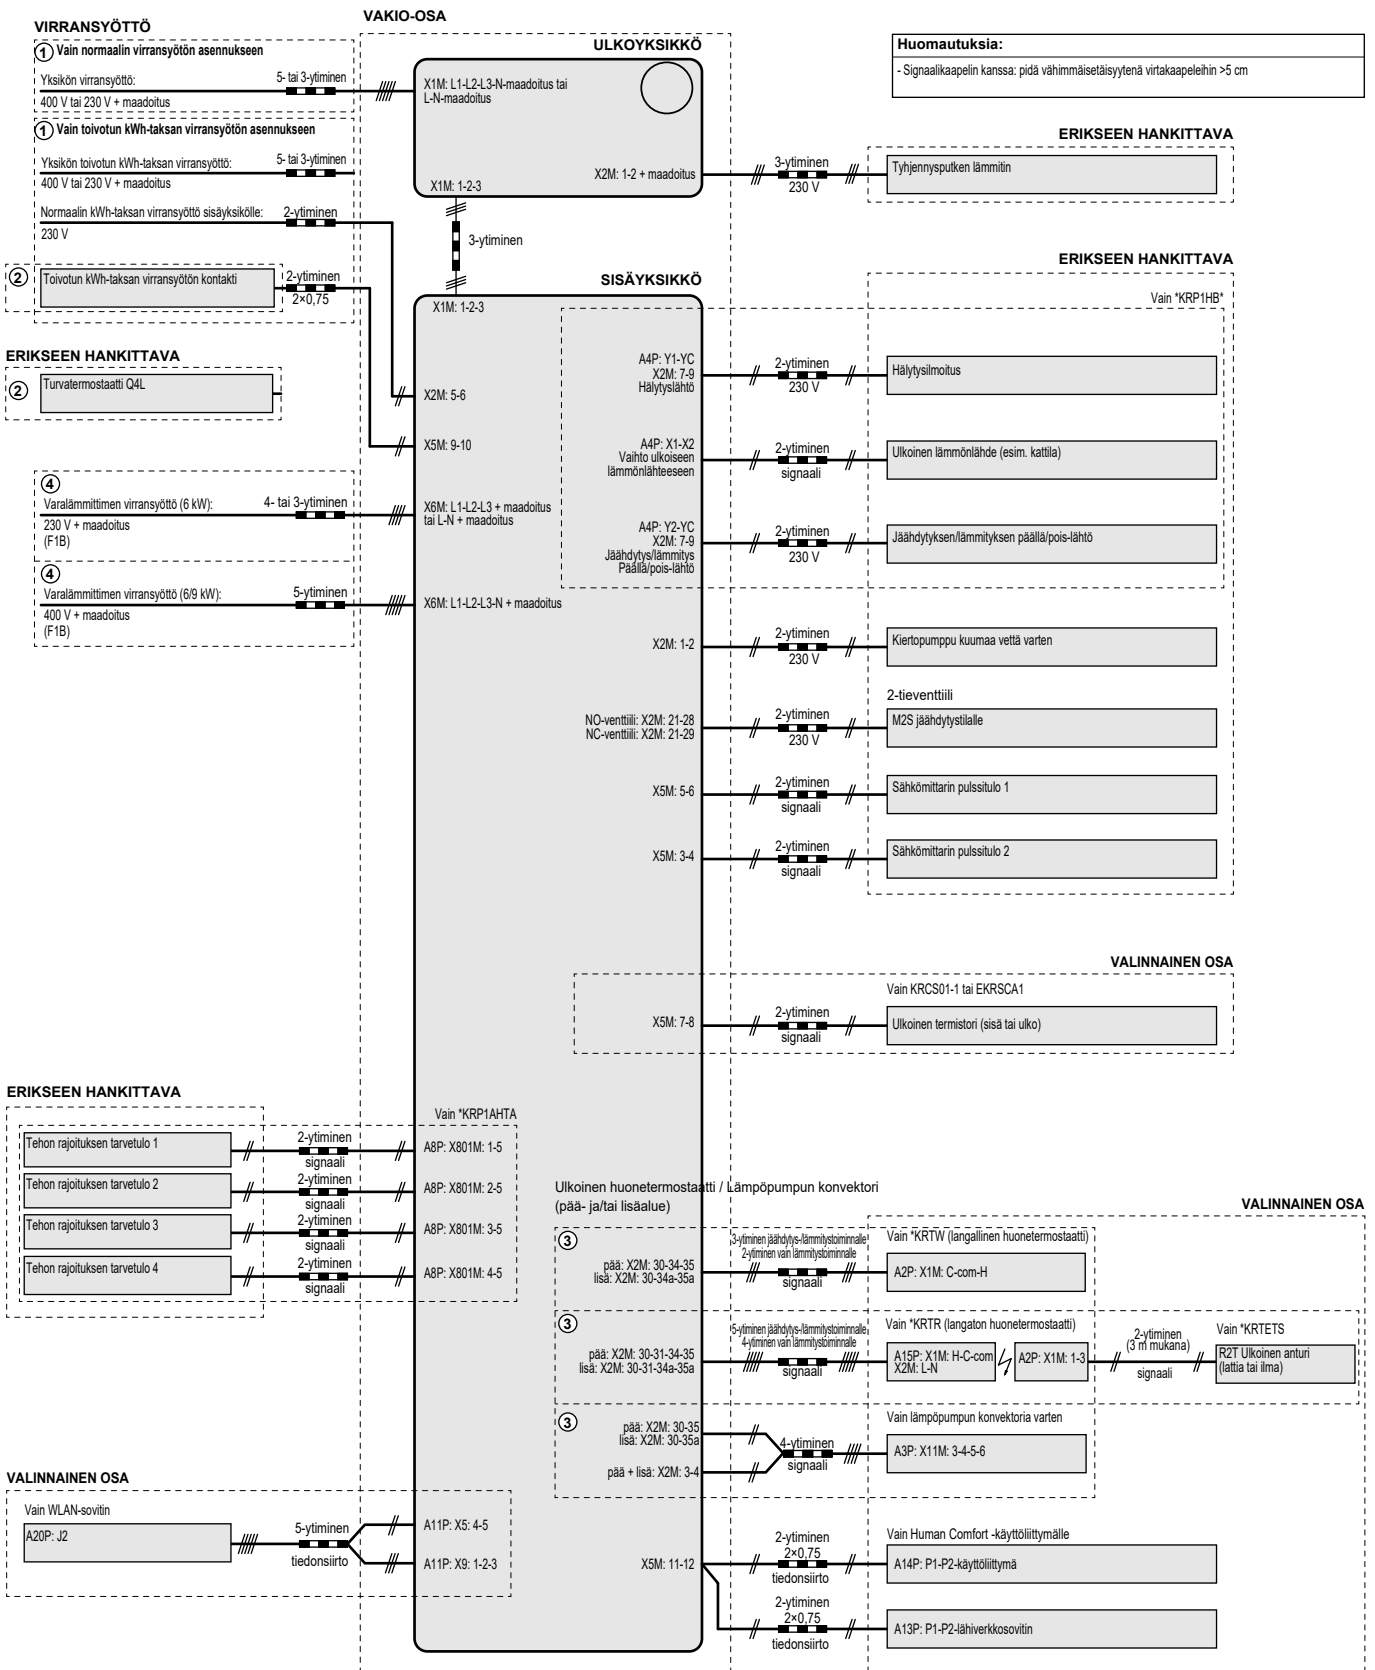 VIRRANSYÖTTÖ
① Vain normaalin virransyötön asennukseen
Yksikön virransyöttö:
5- tai 3-ytiminen
400 V tai 230 V + maadoitus
① Vain toivotun kWh-taksan virransyötön asennukseen
Yksikön toivotun kWh-taksan virransyöttö:
5- tai 3-ytiminen
400 V tai 230 V + maadoitus
Normaalin kWh-taksan virransyöttö sisäyksikölle:
2-ytiminen
230 V
②
Toivotun kWh-taksan virransyötön kontakti
2-ytiminen
2×0,75
ERIKSEEN HANKITTAVA
②
Turvatermostaatti Q4L
④
Varalämmittimen virransyöttö (6 kW):
4- tai 3-ytiminen
230 V + maadoitus
(F1B)
④
Varalämmittimen virransyöttö (6/9 kW):
5-ytiminen
400 V + maadoitus
(F1B)
VAKIO-OSA
ULKOYKSIKKÖ
X1M: L1-L2-L3-N-maadoitus tai
L-N-maadoitus
X2M: 1-2 + maadoitus
X1M: 1-2-3
3-ytiminen
SISÄYKSIKKÖ
X1M: 1-2-3
X2M: 5-6
X5M: 9-10
X6M: L1-L2-L3 + maadoitus
tai L-N + maadoitus
X6M: L1-L2-L3-N + maadoitus
Huomautuksia:
- Signaalikaapelin kanssa: pidä vähimmäisetäisyytenä virtakaapeleihin >5 cm
ERIKSEEN HANKITTAVA
3-ytiminen
230 V
Tyhjennysputken lämmitin
ERIKSEEN HANKITTAVA
Vain *KRP1HB*
A4P: Y1-YC
X2M: 7-9
Hälytyslähtö
2-ytiminen
230 V
Hälytysilmoitus
A4P: X1-X2
Vaihto ulkoiseen
lämmönlähteeseen
2-ytiminen
signaali
Ulkoinen lämmönlähde (esim. kattila)
A4P: Y2-YC
X2M: 7-9
Jäähdytys/lämmitys
Päällä/pois-lähtö
2-ytiminen
230 V
Jäähdytyksen/lämmityksen päällä/pois-lähtö
X2M: 1-2
2-ytiminen
230 V
Kiertopumppu kuumaa vettä varten
2-tieventtiili
NO-venttiili: X2M: 21-28
NC-venttiili: X2M: 21-29
2-ytiminen
230 V
M2S jäähdytystilalle
X5M: 5-6
2-ytiminen
signaali
Sähkömittarin pulssitulo 1
X5M: 3-4
2-ytiminen
signaali
Sähkömittarin pulssitulo 2
VALINNAINEN OSA
Vain KRCS01-1 tai EKRSCA1
X5M: 7-8
2-ytiminen
signaali
Ulkoinen termistori (sisä tai ulko)
ERIKSEEN HANKITTAVA
Vain *KRP1AHTA
Tehon rajoituksen tarvetulo 1
2-ytiminen
signaali
A8P: X801M: 1-5
Tehon rajoituksen tarvetulo 2
2-ytiminen
signaali
A8P: X801M: 2-5
Tehon rajoituksen tarvetulo 3
2-ytiminen
signaali
A8P: X801M: 3-5
Tehon rajoituksen tarvetulo 4
2-ytiminen
signaali
A8P: X801M: 4-5
Ulkoinen huonetermostaatti / Lämpöpumpun konvektori
(pää- ja/tai lisäalue)
VALINNAINEN OSA
③
pää: X2M: 30-34-35
lisä: X2M: 30-34a-35a
3-ytiminen jäähdytys-/lämmitystoiminnalle
2-ytiminen vain lämmitystoiminnalle
signaali
Vain *KRTW (langallinen huonetermostaatti)
A2P: X1M: C-com-H
③
pää: X2M: 30-31-34-35
lisä: X2M: 30-31-34a-35a
5-ytiminen jäähdytys-/lämmitystoiminnalle
4-ytiminen vain lämmitystoiminnalle
signaali
Vain *KRTR (langaton huonetermostaatti)
A15P: X1M: H-C-com
X2M: L-N
A2P: X1M: 1-3
2-ytiminen
(3 m mukana)
signaali
Vain *KRTETS
R2T Ulkoinen anturi
(lattia tai ilma)
③
pää: X2M: 30-35
lisä: X2M: 30-35a
pää + lisä: X2M: 3-4
4-ytiminen
signaali
Vain lämpöpumpun konvektoria varten
A3P: X11M: 3-4-5-6
VALINNAINEN OSA
Vain WLAN-sovitin
A20P: J2
5-ytiminen
tiedonsiirto
A11P: X5: 4-5
A11P: X9: 1-2-3
X5M: 11-12
2-ytiminen
2×0,75
tiedonsiirto
Vain Human Comfort -käyttöliittymälle
A14P: P1-P2-käyttöliittymä
2-ytiminen
2×0,75
tiedonsiirto
A13P: P1-P2-lähiverkkosovitin